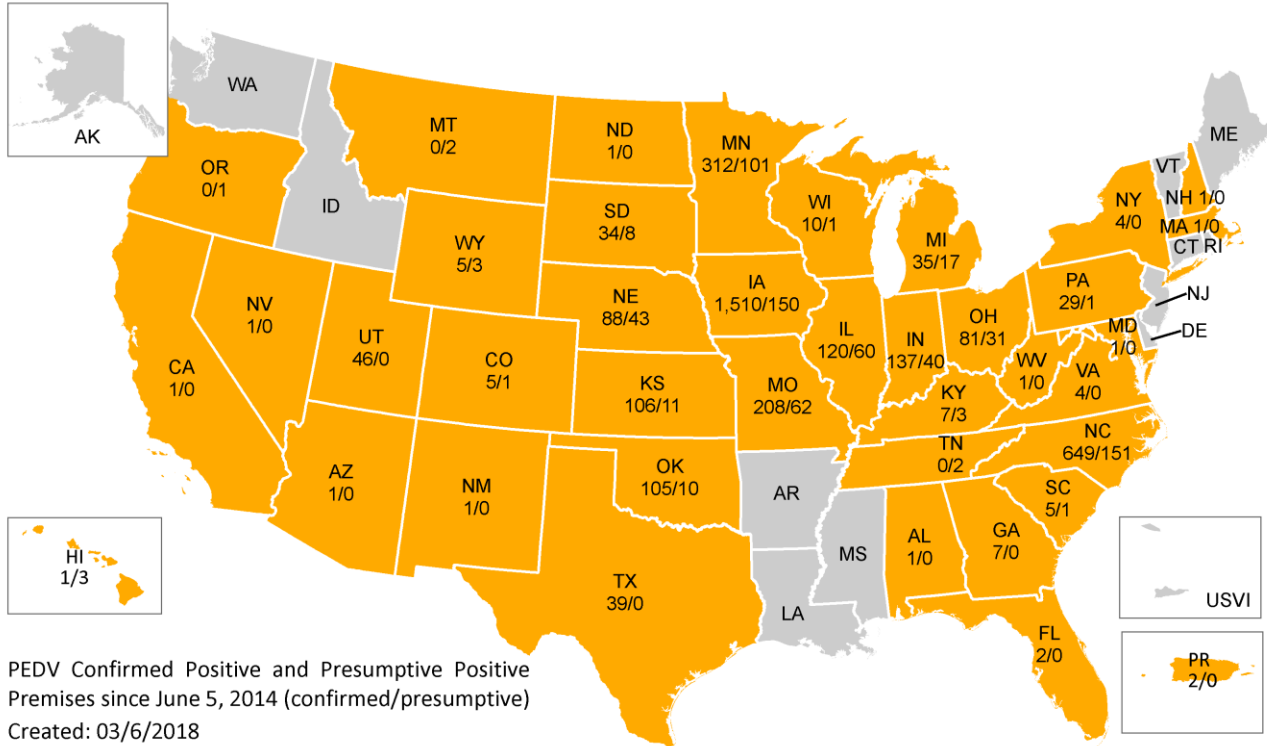 AK
WA
MT
0/2
ND
1/0
MN
312/101
ME
VT
NH 1/0
NY
4/0
MA 1/0
CT
RI
OR
0/1
ID
WY
5/3
SD
34/8
WI
10/1
MI
35/17
NV
1/0
UT
46/0
CO
5/1
NE
88/43
IA
1,510/150
IL
120/60
IN
137/40
OH
81/31
PA
29/1
NJ
DE
MD
1/0
CA
1/0
KS
106/11
MO
208/62
KY
7/3
WV
1/0
VA
4/0
AZ
1/0
NM
1/0
OK
105/10
AR
TN
0/2
NC
649/151
SC
5/1
HI
1/3
TX
39/0
LA
MS
AL
1/0
GA
7/0
FL
2/0
USVI
PR
2/0
PEDV Confirmed Positive and Presumptive Positive
Premises since June 5, 2014 (confirmed/presumptive)
Created: 03/6/2018